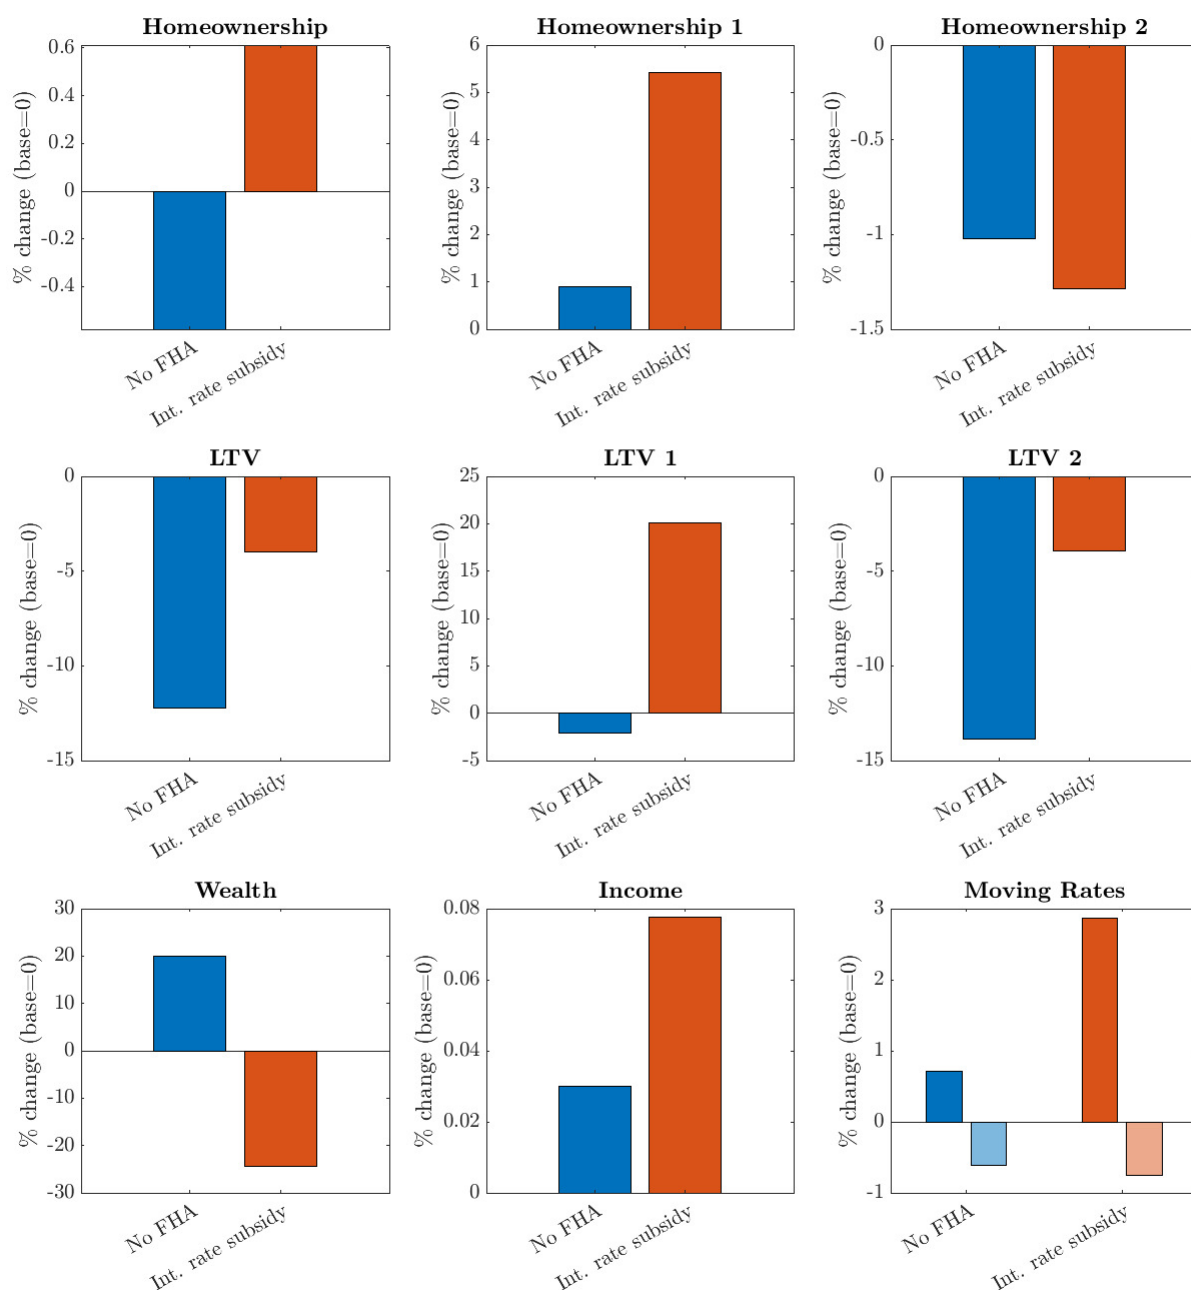 Homeownership
% change (base=0)
0.6
0.4
0.2
0
-0.2
-0.4
No FHA
Int. rate subsidy
Homeownership 1
% change (base=0)
6
5
4
3
2
1
0
No FHA
Int. rate subsidy
Homeownership 2
% change (base=0)
0
-0.5
-1
-1.5
No FHA
Int. rate subsidy
LTV
% change (base=0)
0
-5
-10
-15
No FHA
Int. rate subsidy
LTV 1
% change (base=0)
25
20
15
10
5
0
-5
No FHA
Int. rate subsidy
LTV 2
% change (base=0)
0
-5
-10
-15
No FHA
Int. rate subsidy
Wealth
% change (base=0)
30
20
10
0
-10
-20
-30
No FHA
Int. rate subsidy
Income
% change (base=0)
0.08
0.06
0.04
0.02
0
No FHA
Int. rate subsidy
Moving Rates
% change (base=0)
3
2
1
0
-1
No FHA
Int. rate subsidy